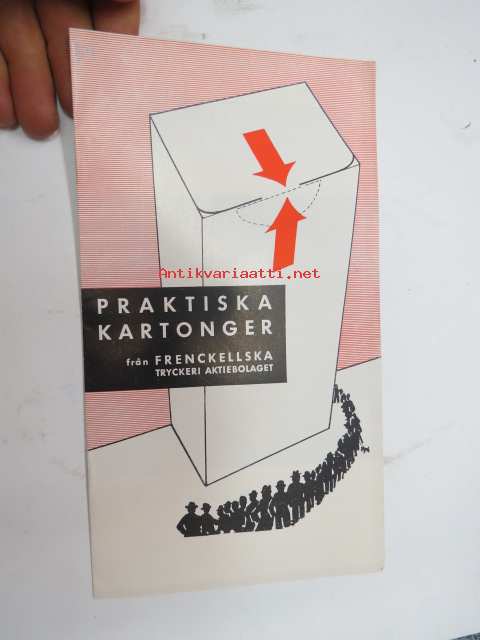 Antikvariaatti.net
PRAKTISKA
KARTONGER
från FRENCKELLSKA
TRYCKERI AKTIEBOLAGET